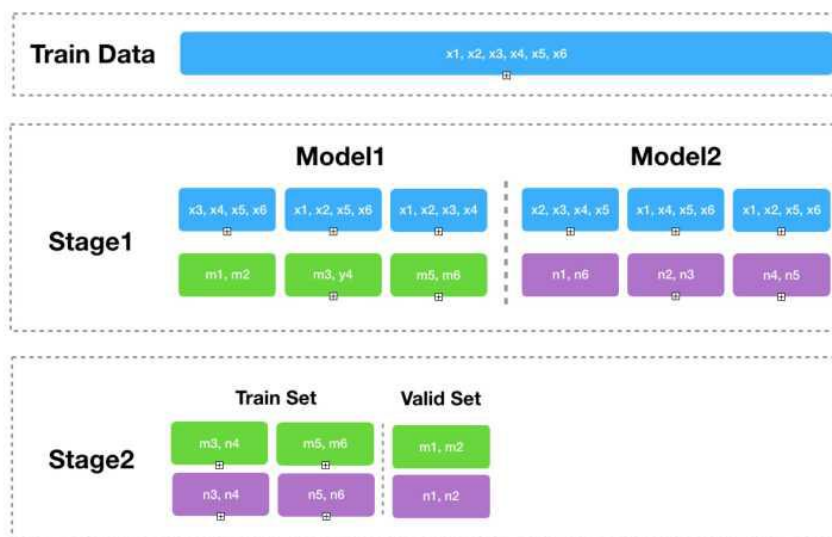 Train Data
x1, x2, x3, x4, x5, x6
Model1 Model2
Stage1
x3, x4, x5, x6 x1, x2, x5, x6 x1, x2, x3, x4 x2, x3, x4, x5 x1, x4, x5, x6 x1, x2, x5, x6
m1, m2 m3, y4 m5, m6 n1, n6 n2, n3 n4, n5
Train Set Valid Set
Stage2
m3, n4 m5, m6 m1, m2
n3, n4 n5, n6 n1, n2